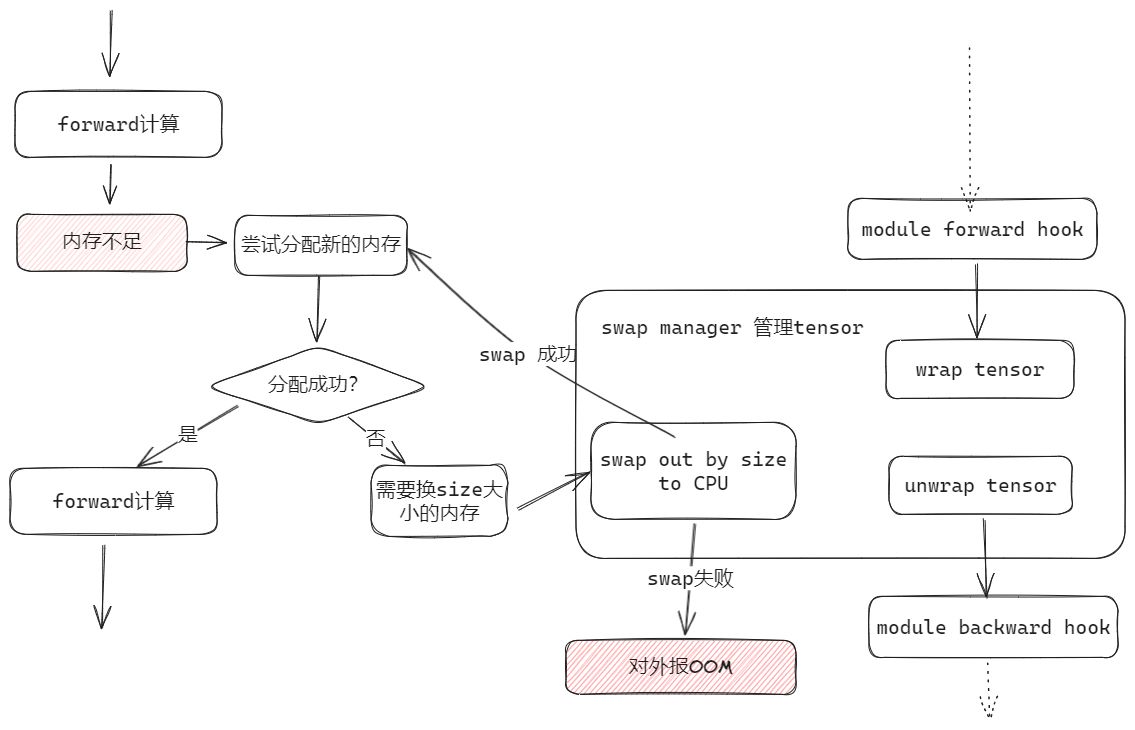 forward计算
内存不足
尝试分配新的内存
分配成功?
是
否
forward计算
需要换size大
小的内存
swap 成功
swap manager 管理tensor
swap out by size
to CPU
swap失败
对外报OOM
module forward hook
wrap tensor
unwrap tensor
module backward hook